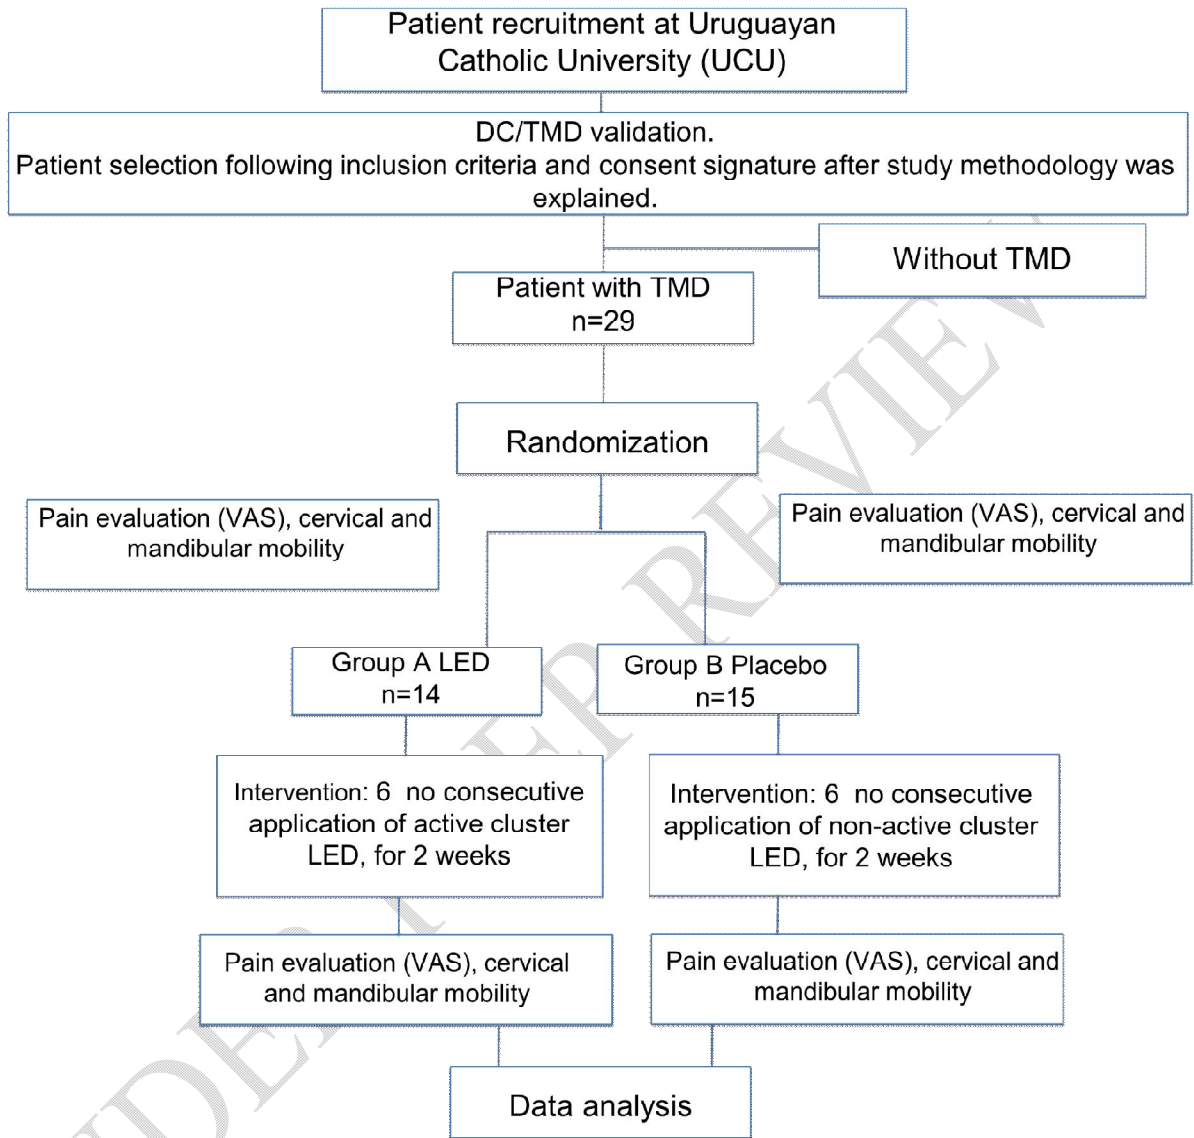 Patient recruitment at Uruguayan
Catholic University (UCU)
DC/TMD validation.
Patient selection following inclusion criteria and consent signature after study methodology was
explained.
Without TMD
Patient with TMD
n=29
Randomization
Pain evaluation (VAS), cervical and
mandibular mobility
Pain evaluation (VAS), cervical and
mandibular mobility
Group A LED
n=14
Group B Placebo
n=15
Intervention: 6 no consecutive
application of active cluster
LED, for 2 weeks
Intervention: 6 no consecutive
application of non-active cluster
LED, for 2 weeks
Pain evaluation (VAS), cervical
and mandibular mobility
Pain evaluation (VAS), cervical and
mandibular mobility
Data analysis
REVIEW